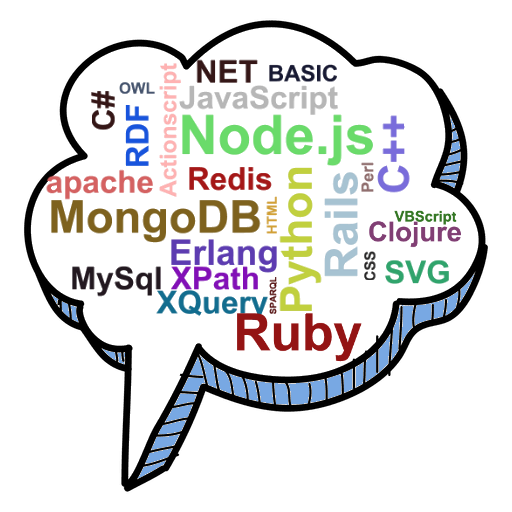 NET
BASIC
OWL
C#
JavaScript
Actionscript
RDF
Node.js
C++
Perl
apache
Redis
Python
Rails
HTML
MongoDB
VBScript
Clojure
Erlang
CSS
MySql
XPath
SVG
SPARQL
XQuery
Ruby